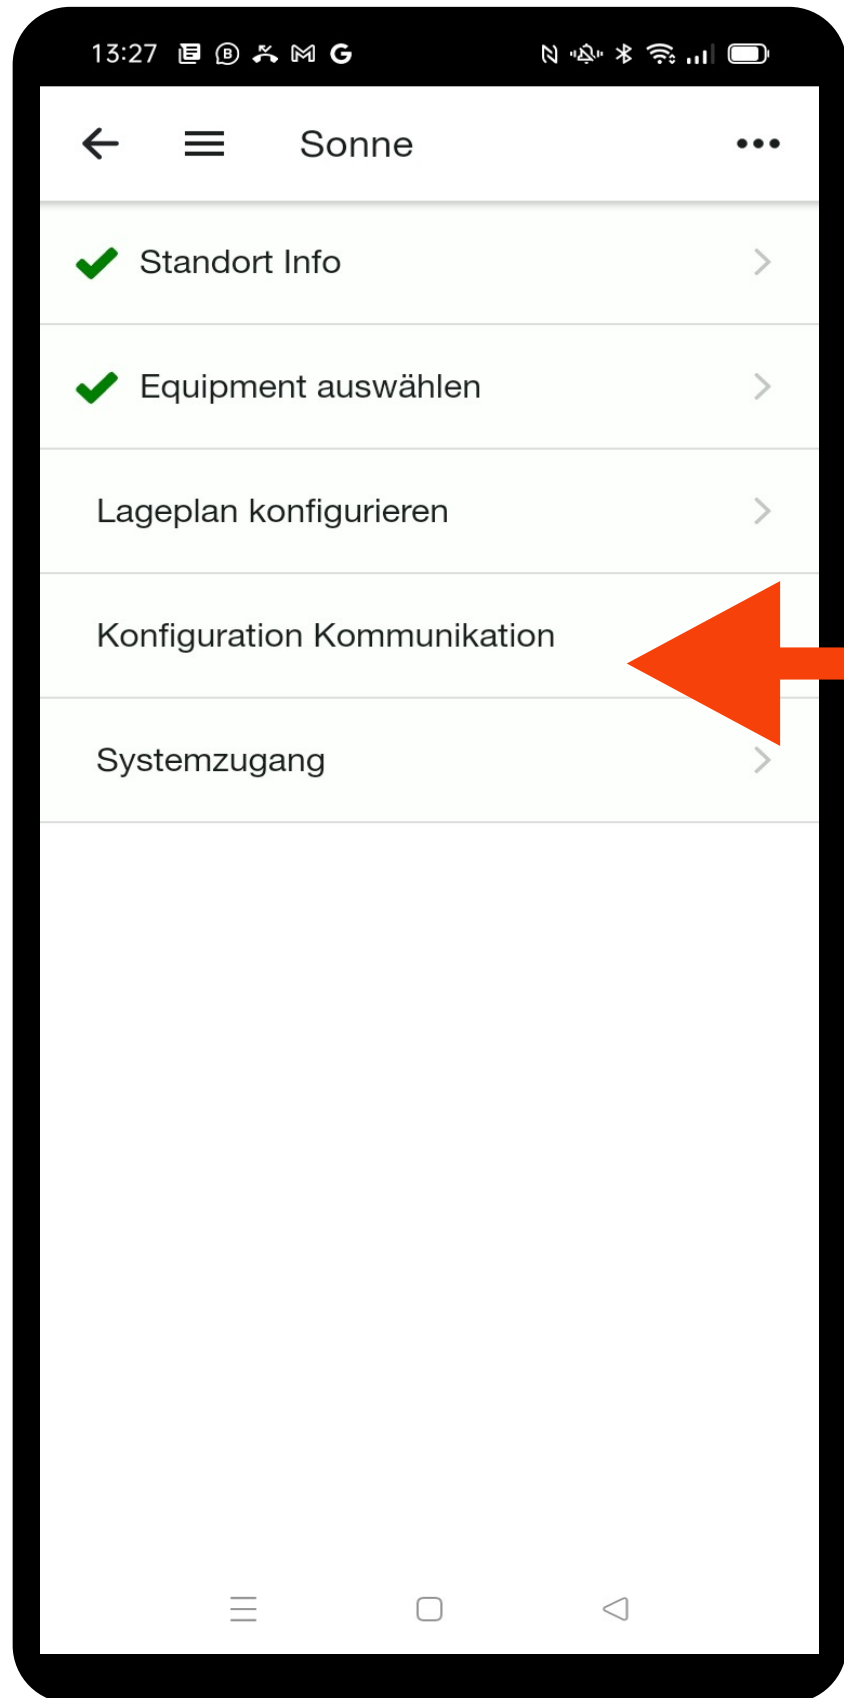 13:27
Sonne
Standort Info
Equipment auswählen
Lageplan konfigurieren
Konfiguration Kommunikation
Systemzugang